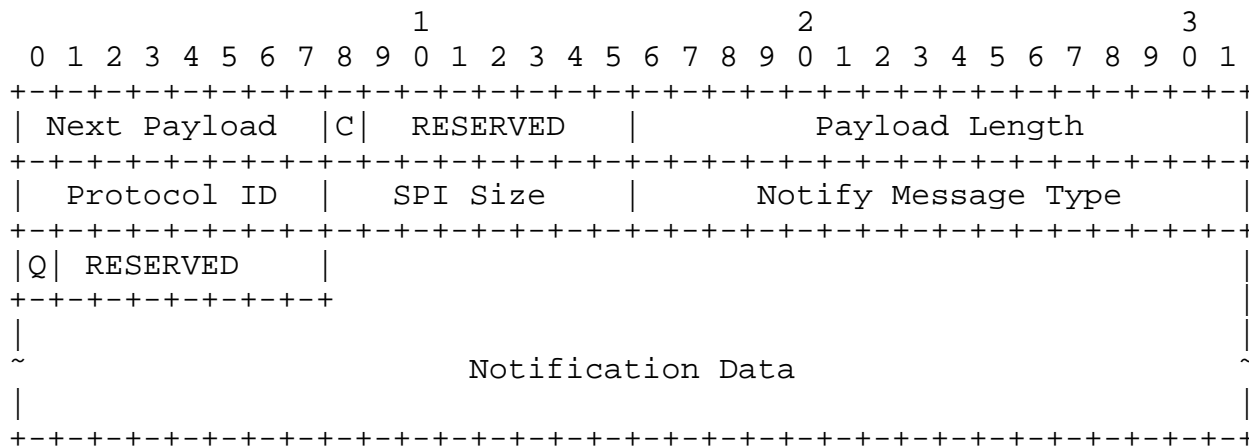 1                   2                   3
 0 1 2 3 4 5 6 7 8 9 0 1 2 3 4 5 6 7 8 9 0 1 2 3 4 5 6 7 8 9 0 1
+-+-+-+-+-+-+-+-+-+-+-+-+-+-+-+-+-+-+-+-+-+-+-+-+-+-+-+-+-+-+-+-+
| Next Payload  |C|  RESERVED   |         Payload Length        |
+-+-+-+-+-+-+-+-+-+-+-+-+-+-+-+-+-+-+-+-+-+-+-+-+-+-+-+-+-+-+-+-+
|  Protocol ID  |   SPI Size    |      Notify Message Type      |
+-+-+-+-+-+-+-+-+-+-+-+-+-+-+-+-+-+-+-+-+-+-+-+-+-+-+-+-+-+-+-+-+
|Q| RESERVED    |                                               |
+-+-+-+-+-+-+-+-+                                               |
|                                                               |
~                       Notification Data                       ~
|                                                               |
+-+-+-+-+-+-+-+-+-+-+-+-+-+-+-+-+-+-+-+-+-+-+-+-+-+-+-+-+-+-+-+-+